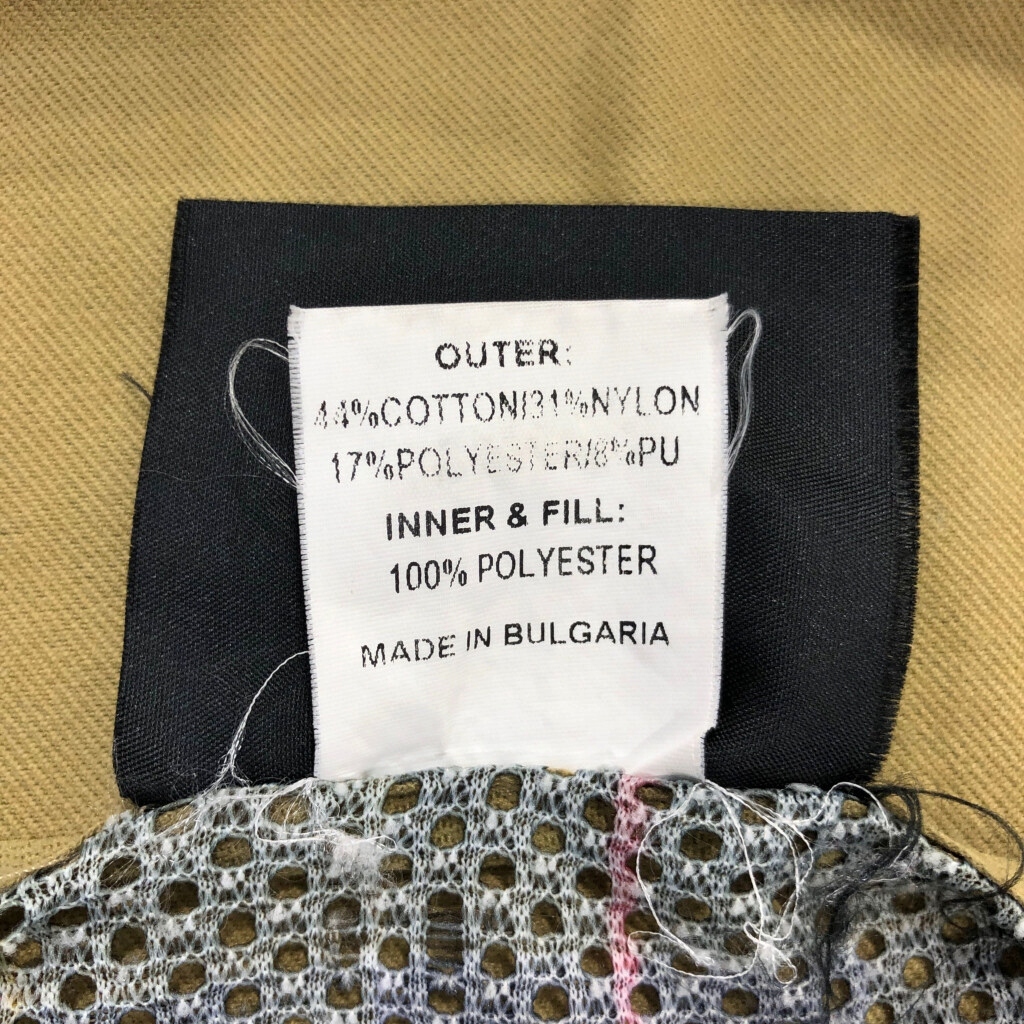 OUTER:
44%COTTON/31%NYLON
17%POLYESTER/8%PU
INNER & FILL:
100% POLYESTER
MADE IN BULGARIA